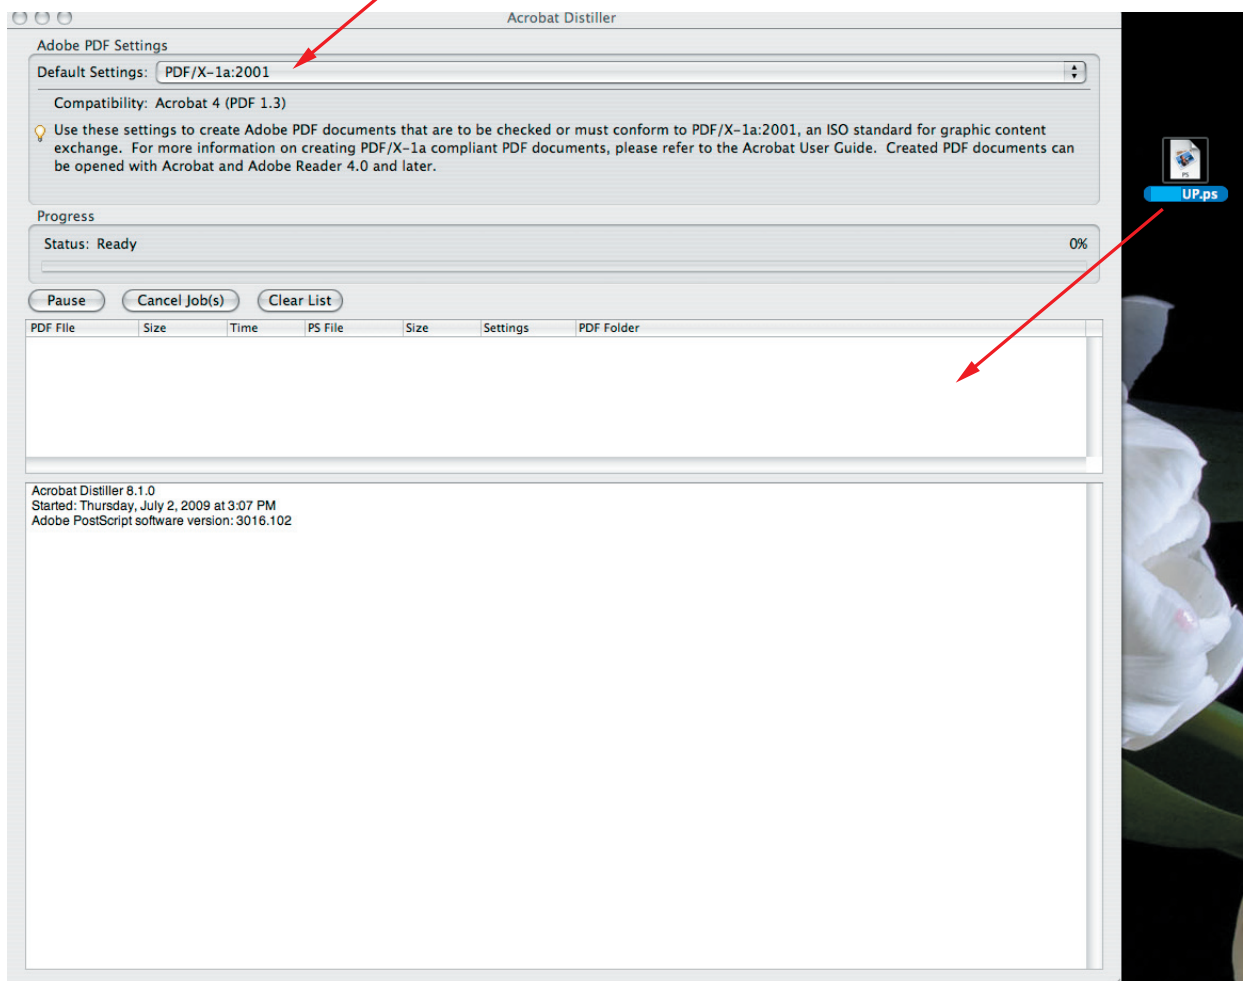 Acrobat Distiller
Adobe PDF Settings
Default Settings: PDF/X-1a:2001
Compatibility: Acrobat 4 (PDF 1.3)
Use these settings to create Adobe PDF documents that are to be checked or must conform to PDF/X-1a:2001, an ISO standard for graphic content
exchange. For more information on creating PDF/X-1a compliant PDF documents, please refer to the Acrobat User Guide. Created PDF documents can
be opened with Acrobat and Adobe Reader 4.0 and later.
PS
UP.ps
Progress
Status: Ready 0%
Pause Cancel Job(s) Clear List
PDF FIle Size Time PS File Size Settings PDF Folder
Acrobat Distiller 8.1.0
Started: Thursday, July 2, 2009 at 3:07 PM
Adobe PostScript software version: 3016.102